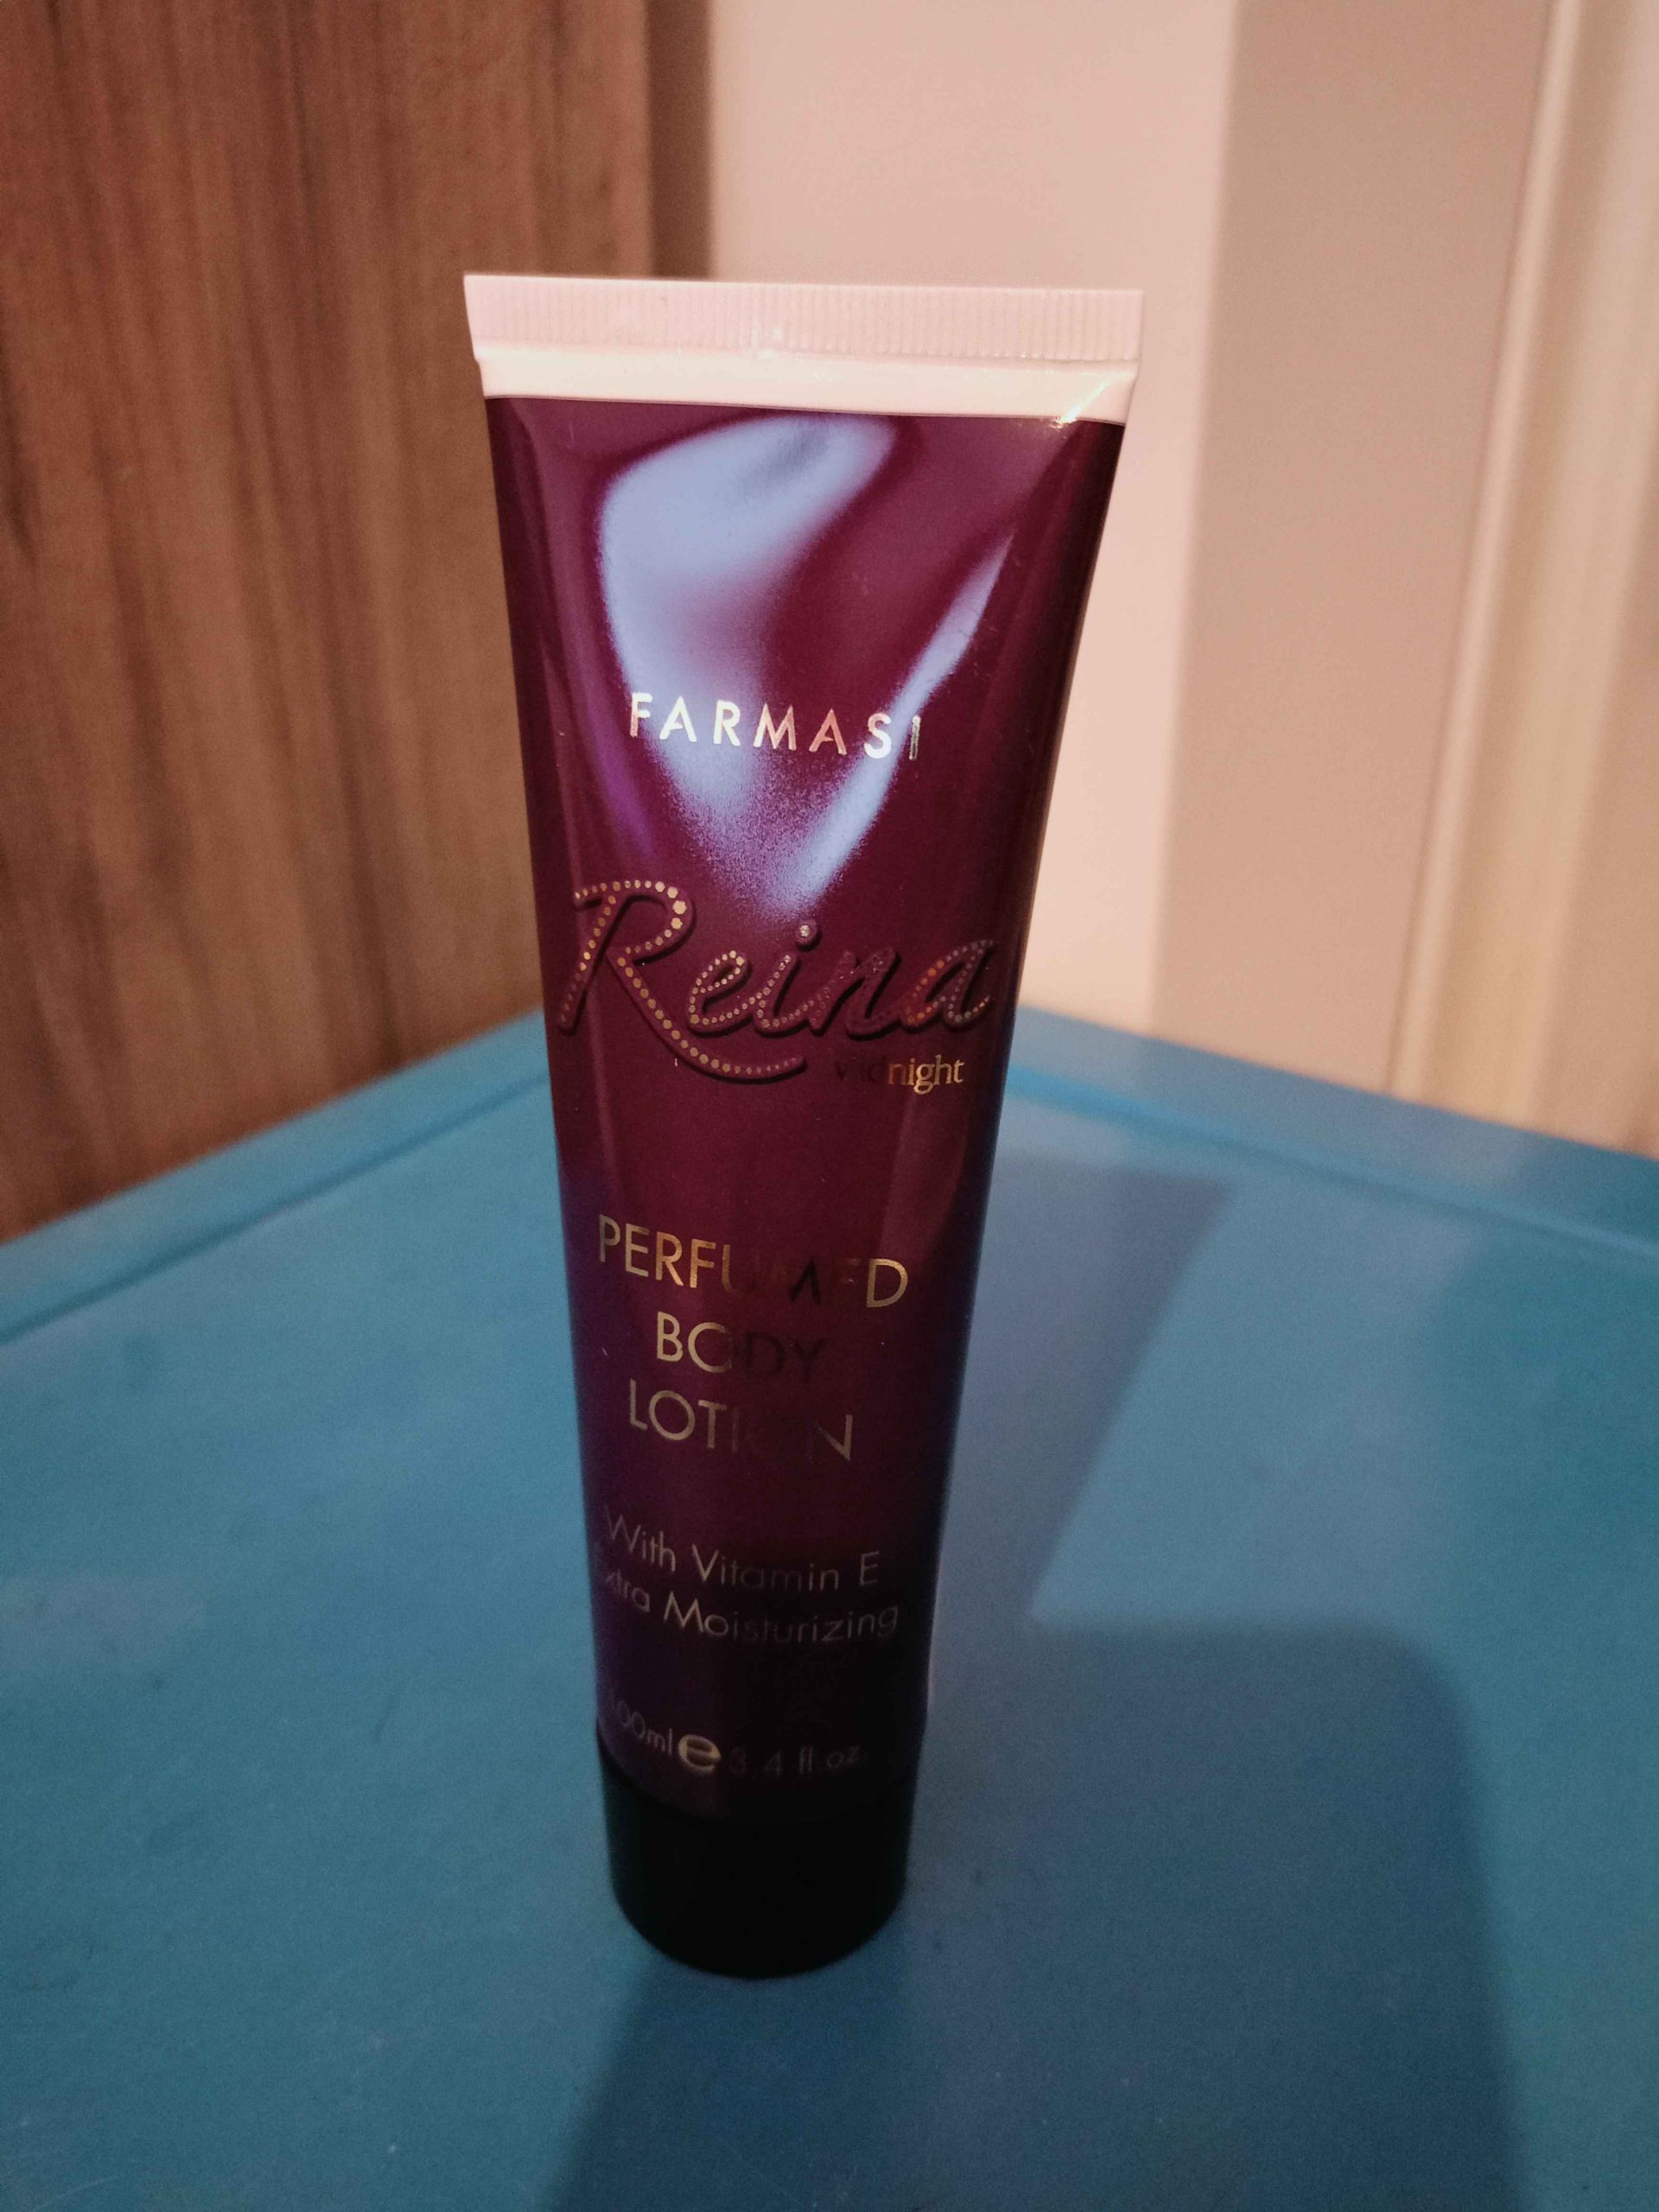 FARMASI
Reina
Midnight
PERFUMED
BODY
LOTION
With Vitamin E
Extra Moisturizing
100ml e 3.4 fl.oz.